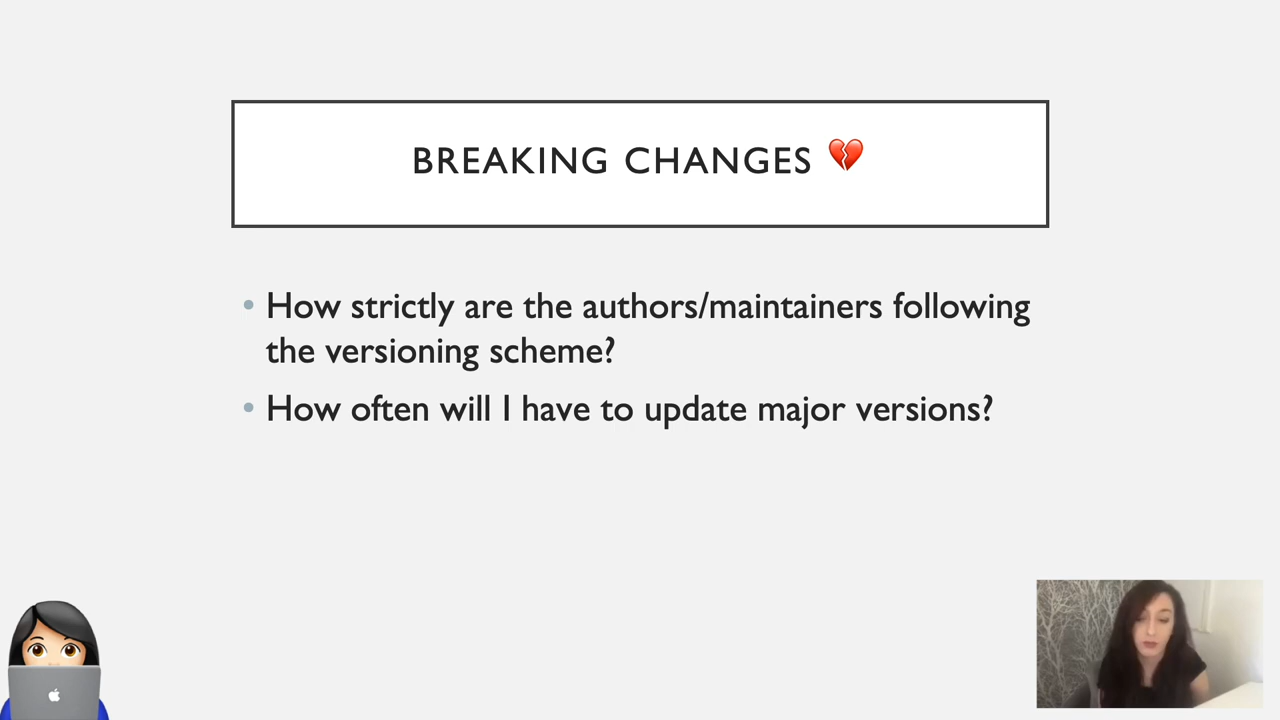 BREAKING CHANGES 💔
• How strictly are the authors/maintainers following
the versioning scheme?
• How often will I have to update major versions?